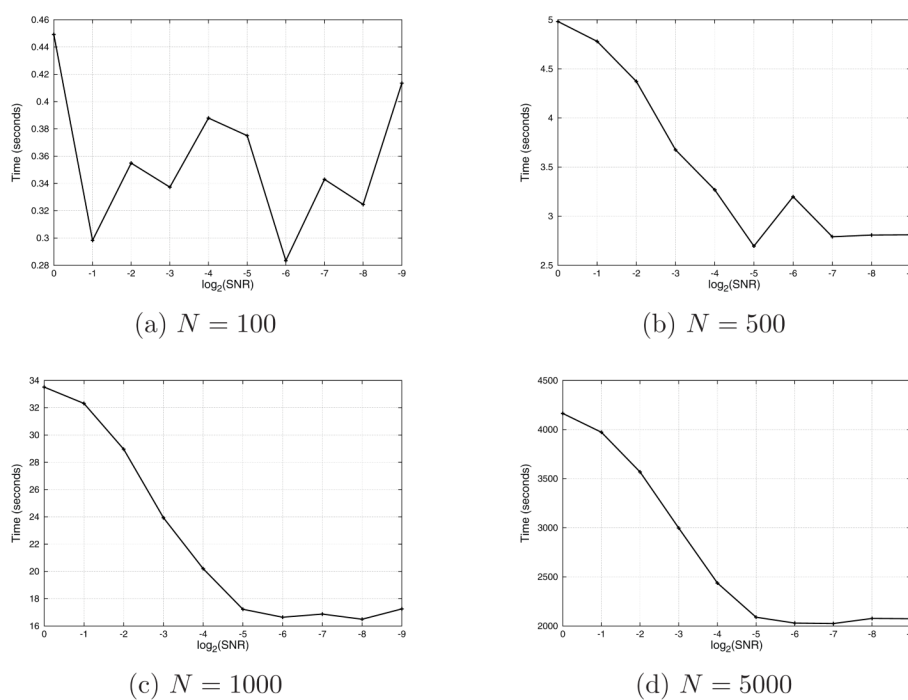 0.46
0.44
0.42
0.4
0.38
0.36
0.34
0.32
0.3
0.28
Time (seconds)
0 -1 -2 -3 -4 -5 -6 -7 -8 -9
log2(SNR)
(a) N = 100
5
4.5
4
3.5
3
2.5
Time (seconds)
0 -1 -2 -3 -4 -5 -6 -7 -8
log2(SNR)
(b) N = 500
34
32
30
28
26
24
22
20
18
16
Time (seconds)
0 -1 -2 -3 -4 -5 -6 -7 -8 -9
log2(SNR)
(c) N = 1000
4500
4000
3500
3000
2500
2000
Time (seconds)
0 -1 -2 -3 -4 -5 -6 -7 -8
log2(SNR)
(d) N = 5000